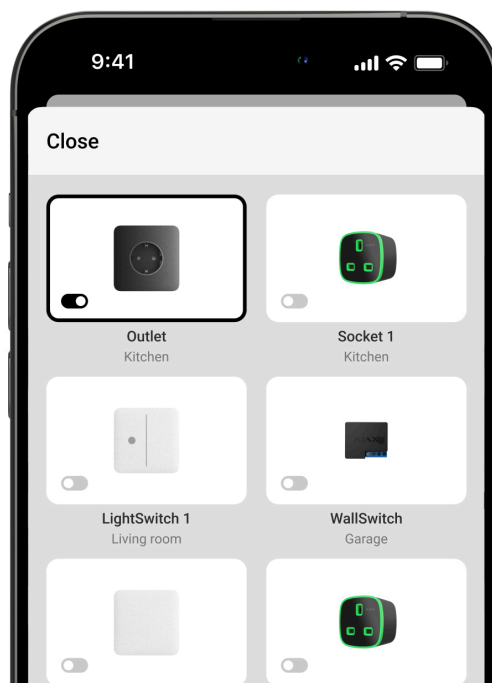 9:41
Close
Outlet
Kitchen
Socket 1
Kitchen
LightSwitch 1
Living room
WallSwitch
Garage